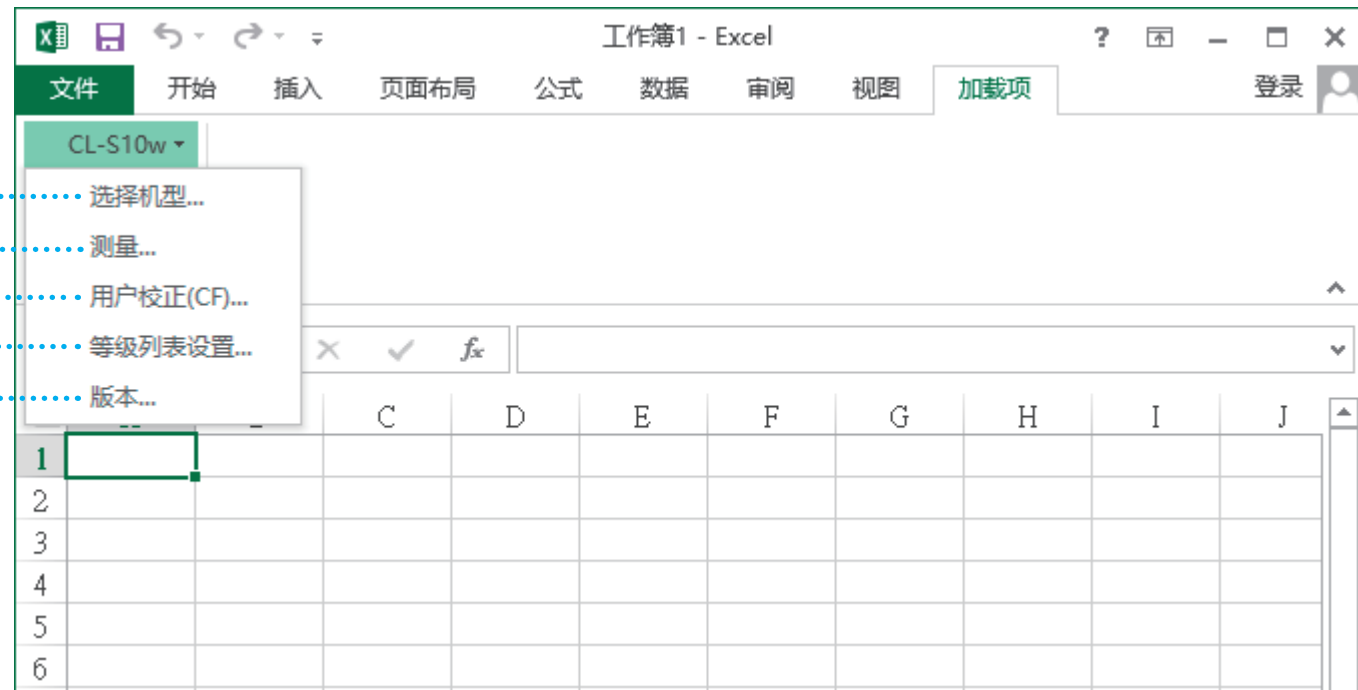 工作簿1 - Excel
?
文件 开始 插入 页面布局 公式 数据 审阅 视图 加载项 登录
CL-S10w
选择机型...
测量...
用户校正(CF)...
等级列表设置...
fx
版本...
C D E F G H I J
1
2
3
4
5
6